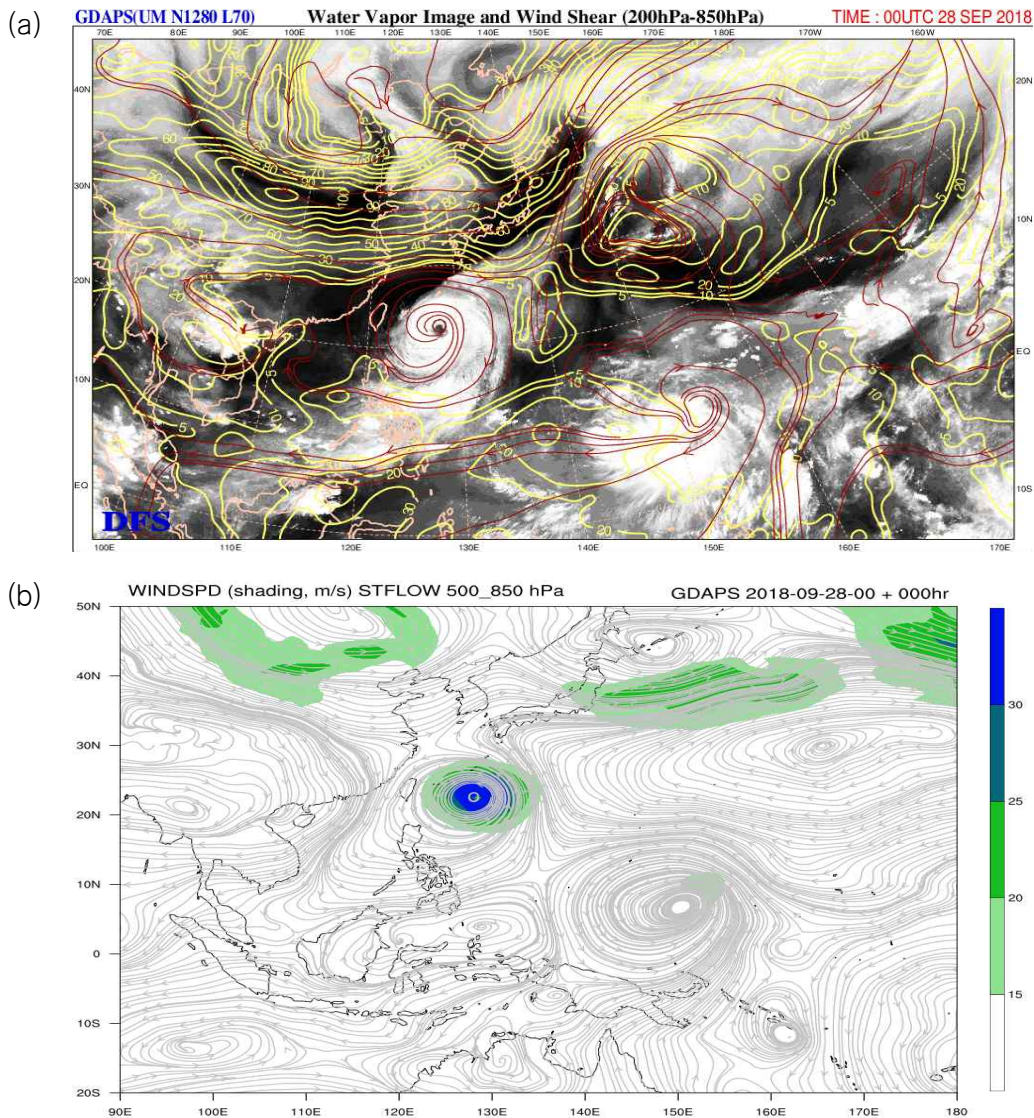 (a)
GDAPS(UM N1280 L70) Water Vapor Image and Wind Shear (200hPa-850hPa) TIME : 00UTC 28 SEP 2018
70E 80E 90E 100E 110E 120E 130E 140E 150E 160E 170E 180E 170W 160W
40N
30N
20N
10N
EQ
20N
10N
EQ
10S
DFS
100E 110E 120E 130E 140E 150E 160E 170E
(b)
WINDSPD (shading, m/s) STFLOW 500_850 hPa GDAPS 2018-09-28-00 + 000hr
50N
40N
30N
20N
10N
0
10S
20S
90E 100E 110E 120E 130E 140E 150E 160E 170E 180
30
25
20
15